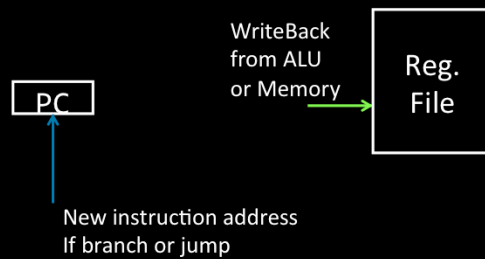 WriteBack
from ALU
or Memory
Reg.
File
PC
New instruction address
If branch or jump